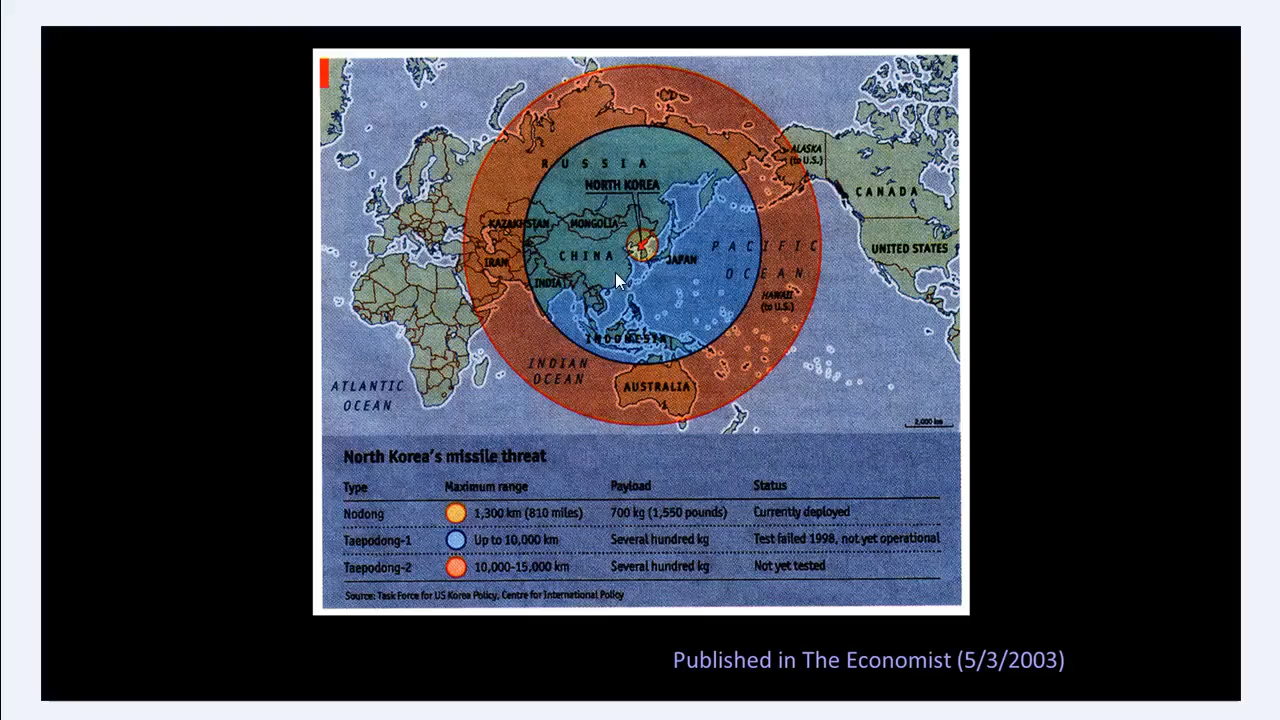 RUSSIA
ALASKA
(to U.S.)
NORTH KOREA
CANADA
KAZAKHSTAN
MONGOLIA
PACIFIC
OCEAN
UNITED STATES
CHINA
JAPAN
IRAN
INDIA
HAWAII
(to U.S.)
INDONESIA
INDIAN
OCEAN
AUSTRALIA
ATLANTIC
OCEAN
2,000 km
North Korea's missile threat
Type Maximum range Payload Status
Nodong 1,300 km (810 miles) 700 kg (1,550 pounds) Currently deployed
Taepodong-1 Up to 10,000 km Several hundred kg Test failed 1998, not yet operational
Taepodong-2 10,000-15,000 km Several hundred kg Not yet tested
Source: Task Force for US Korea Policy, Centre for International Policy
Published in The Economist (5/3/2003)